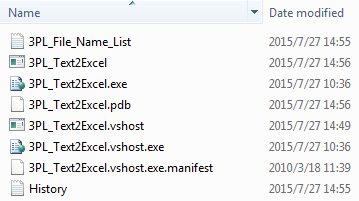 Name Date modified
3PL_File_Name_List 2015/7/27 14:55
3PL_Text2Excel 2015/7/27 14:56
3PL_Text2Excel.exe 2015/7/27 10:36
3PL_Text2Excel.pdb 2015/7/27 14:56
3PL_Text2Excel.vshost 2015/7/27 14:49
3PL_Text2Excel.vshost.exe 2015/7/27 10:36
3PL_Text2Excel.vshost.exe.manifest 2010/3/18 11:39
History 2015/7/27 14:55